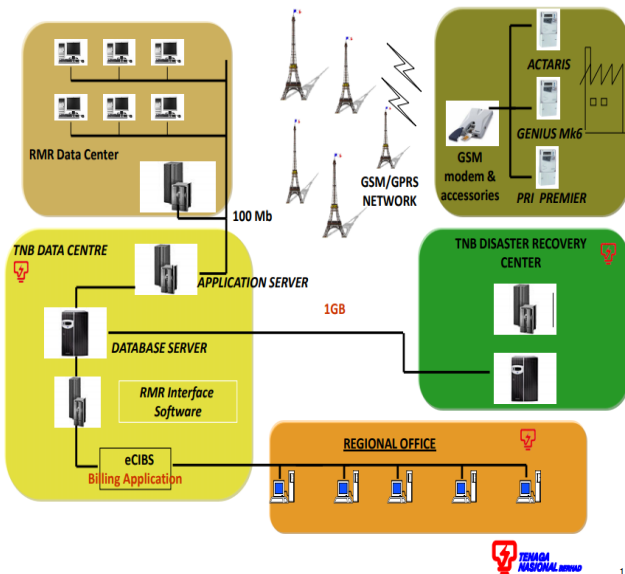 RMR Data Center
100 Mb
GSM/GPRS
NETWORK
ACTARIS
GENIUS Mk6
GSM
modem &
accessories
PRI PREMIER
TNB DATA CENTRE
APPLICATION SERVER
DATABASE SERVER
RMR Interface
Software
eCIBS
Billing Application
1GB
TNB DISASTER RECOVERY
CENTER
REGIONAL OFFICE
TENAGA
NASIONAL BERHAD
1